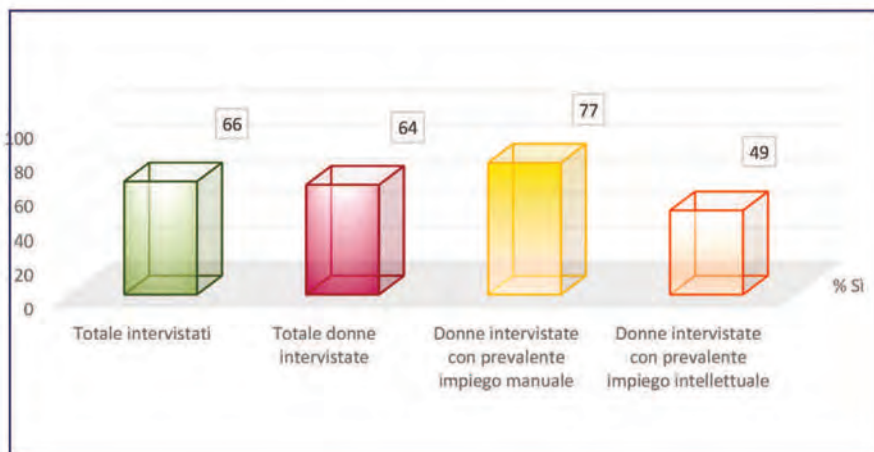 66
64
77
49
100
80
60
40
20
0
% Sì
Totale intervistati
Totale donne
intervistate
Donne intervistate
con prevalente
impiego manuale
Donne intervistate
con prevalente
impiego intellettuale